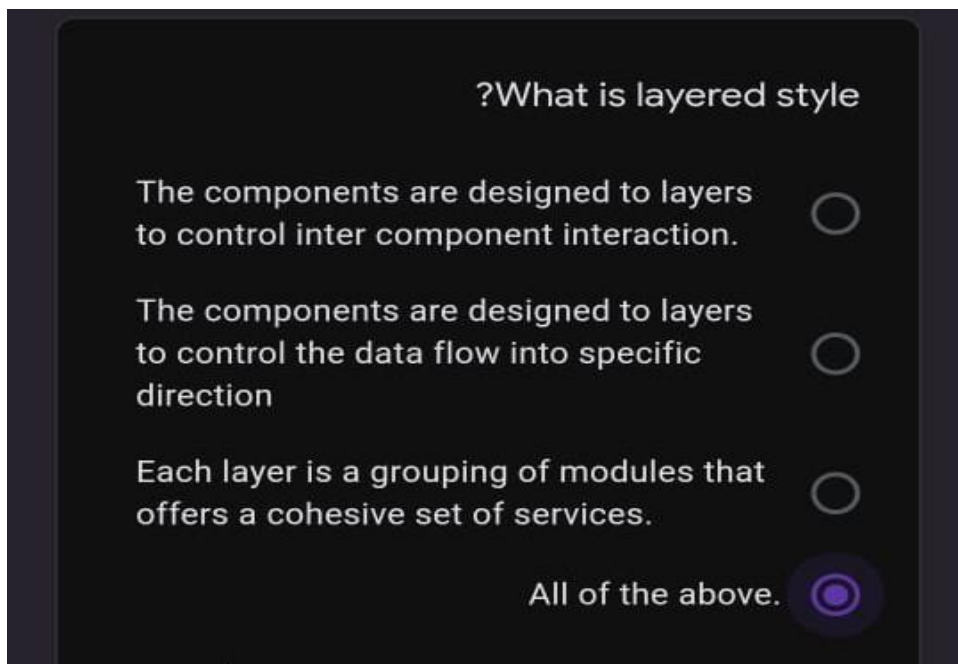 ?What is layered style
The components are designed to layers
to control inter component interaction.
The components are designed to layers
to control the data flow into specific
direction
Each layer is a grouping of modules that
offers a cohesive set of services.
All of the above.